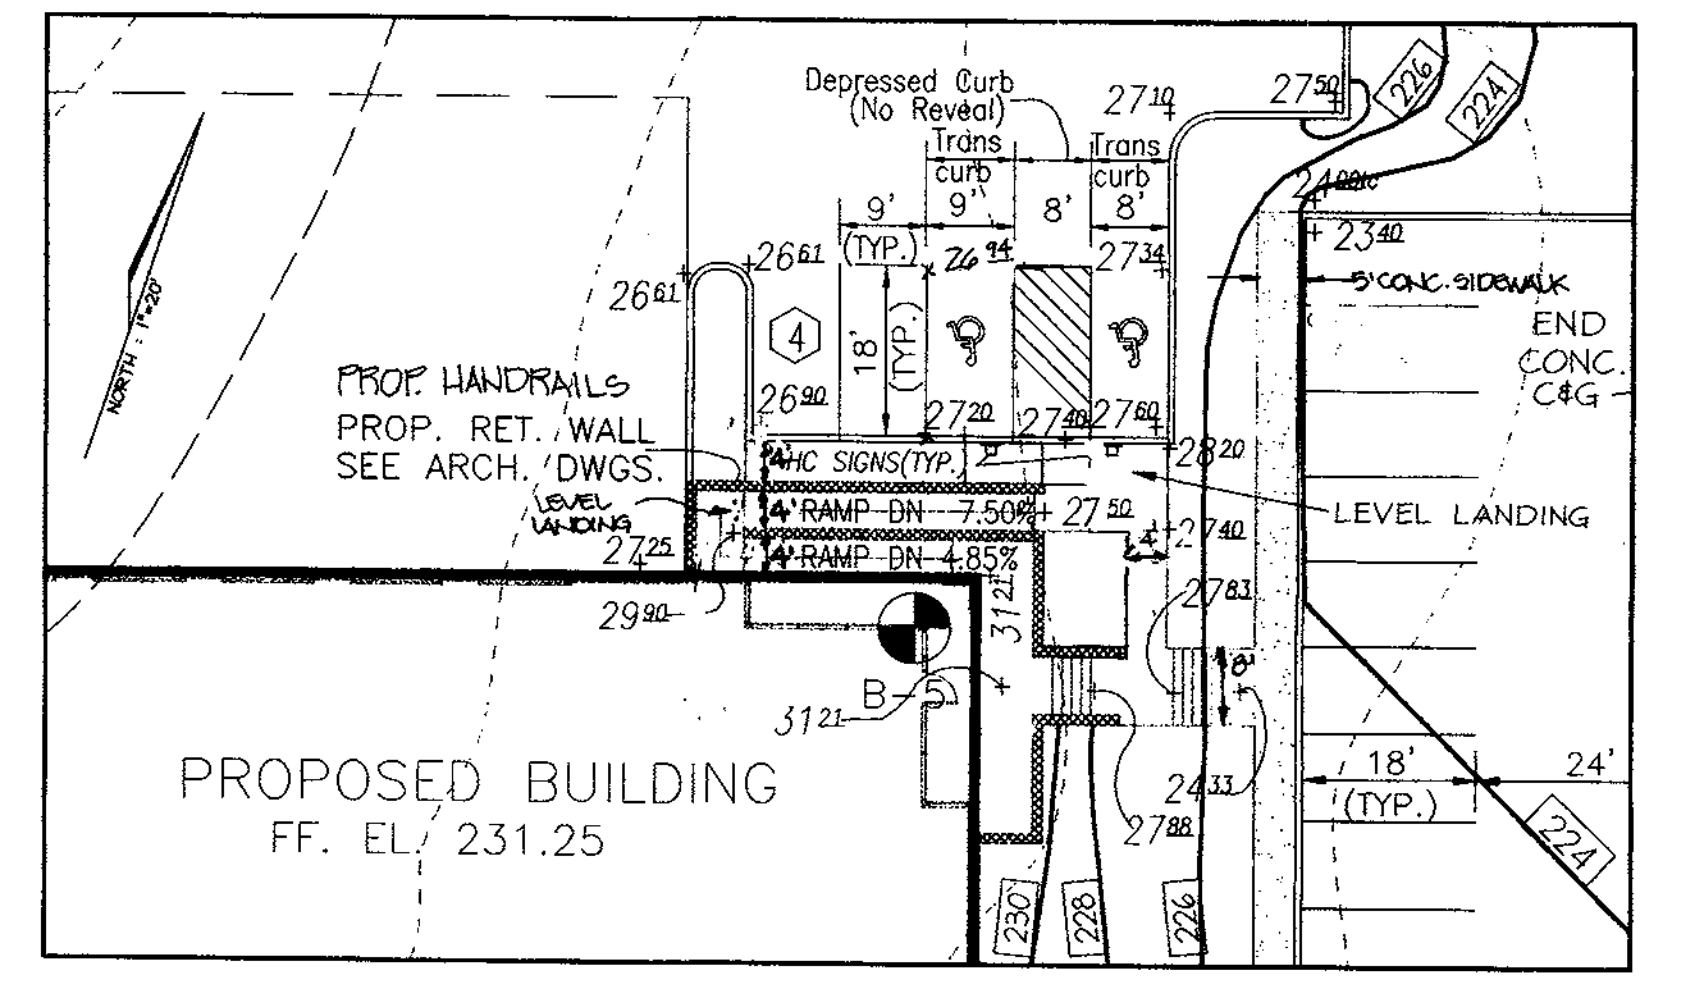 Depressed Curb
(No Reveal)
27 10
27 50
226
224
Trans
curb
Trans
curb
9'
(TYP.)
9'
8'
8'
24 00tc
23 40
26 61
26 61
26 94
27 34
5' CONC. SIDEWALK
END
CONC.
C&G
NORTH : 1"=20'
4
18'
(TYP.)
PROP. HANDRAILS
PROP. RET. WALL
SEE ARCH. DWGS.
26 90
27 20
27 40
27 60
28 20
4' HC SIGNS(TYP.)
LEVEL
LANDING
4'
4' RAMP DN 7.50%
27 50
LEVEL LANDING
27 25
4' RAMP DN 4.85%
4'
27 40
29 90
31 21
27 83
8'
B-5
31 21
PROPOSED BUILDING
FF. EL. 231.25
24 33
27 88
18'
(TYP.)
24'
224
230
228
226